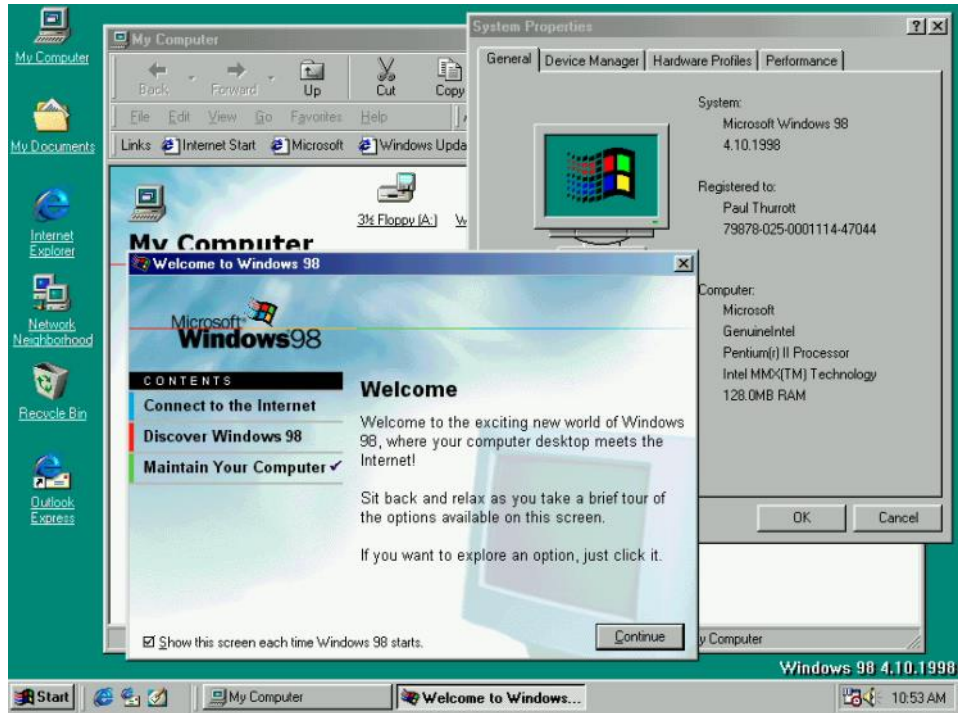 My Computer
My Documents
Internet
Explorer
Network
Neighborhood
Recycle Bin
Outlook
Express
My Computer
Back
Forward
Up
Cut
Copy
File Edit View Go Favorites Help
Links Internet Start Microsoft Windows Upda
My Computer
3½ Floppy (A:)
System Properties
General Device Manager Hardware Profiles Performance
System:
Microsoft Windows 98
4.10.1998
Registered to:
Paul Thurrott
79878-025-0001114-47044
Computer:
Microsoft
GenuineIntel
Pentium(r) II Processor
Intel MMX(TM) Technology
128.0MB RAM
OK Cancel
Welcome to Windows 98
Microsoft
Windows98
CONTENTS
Connect to the Internet
Discover Windows 98
Maintain Your Computer
Welcome
Welcome to the exciting new world of Windows
98, where your computer desktop meets the
Internet!
Sit back and relax as you take a brief tour of
the options available on this screen.
If you want to explore an option, just click it.
Show this screen each time Windows 98 starts.
Continue
y Computer
Windows 98 4.10.1998
Start My Computer Welcome to Windows... 10:53 AM